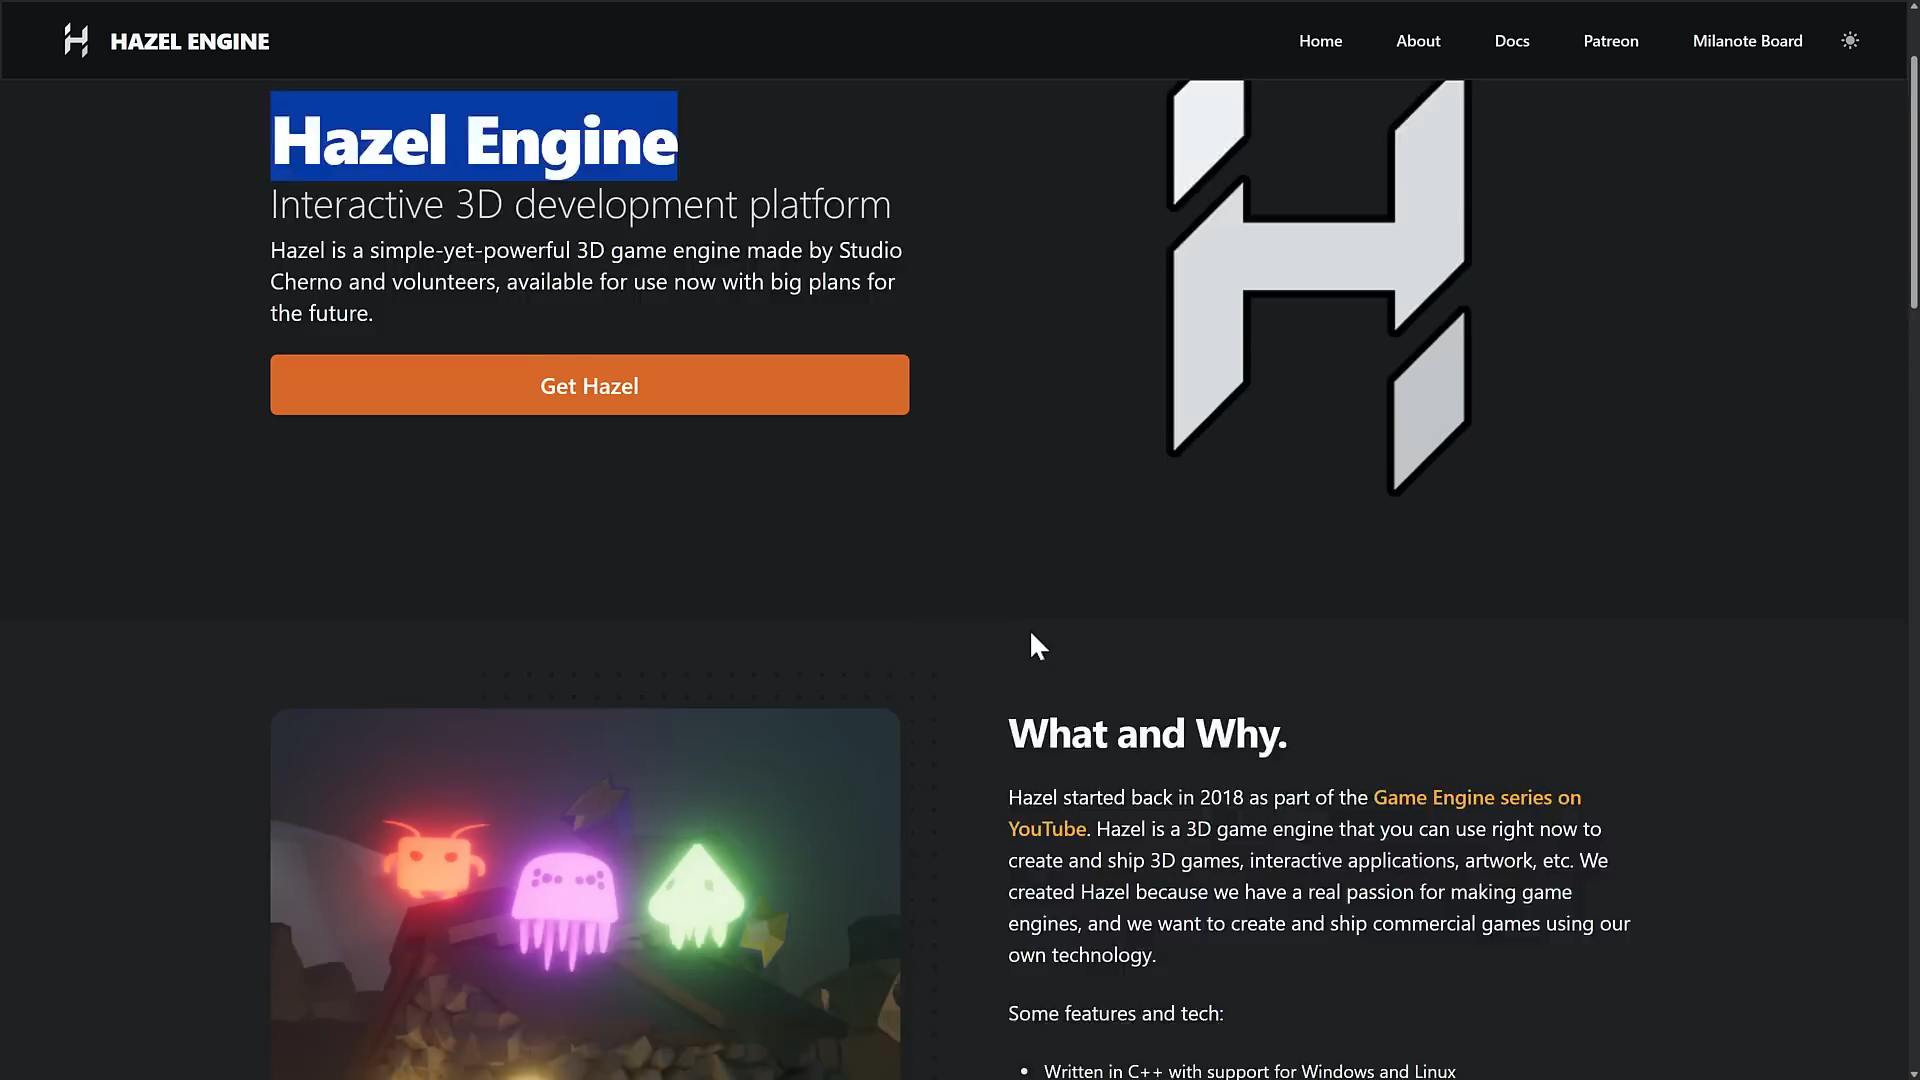 HAZEL ENGINE
Home
About
Docs
Patreon
Milanote Board
Hazel Engine
Interactive 3D development platform
Hazel is a simple-yet-powerful 3D game engine made by Studio
Cherno and volunteers, available for use now with big plans for
the future.
Get Hazel
What and Why.
Hazel started back in 2018 as part of the Game Engine series on
YouTube. Hazel is a 3D game engine that you can use right now to
create and ship 3D games, interactive applications, artwork, etc. We
created Hazel because we have a real passion for making game
engines, and we want to create and ship commercial games using our
own technology.
Some features and tech:
• Written in C++ with support for Windows and Linux